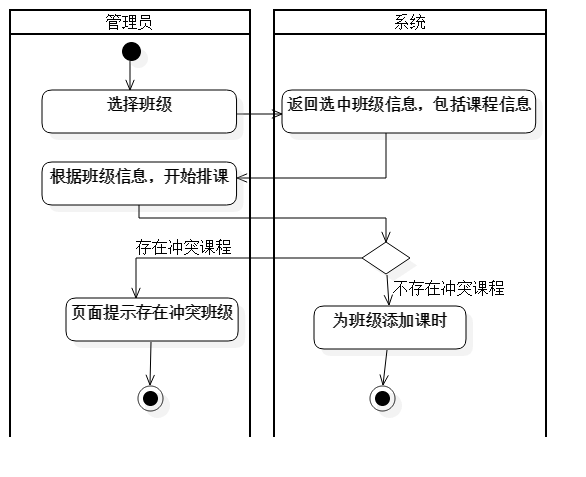 管理员
系统
选择班级
返回选中班级信息，包括课程信息
根据班级信息，开始排课
存在冲突课程
不存在冲突课程
页面提示存在冲突班级
为班级添加课时